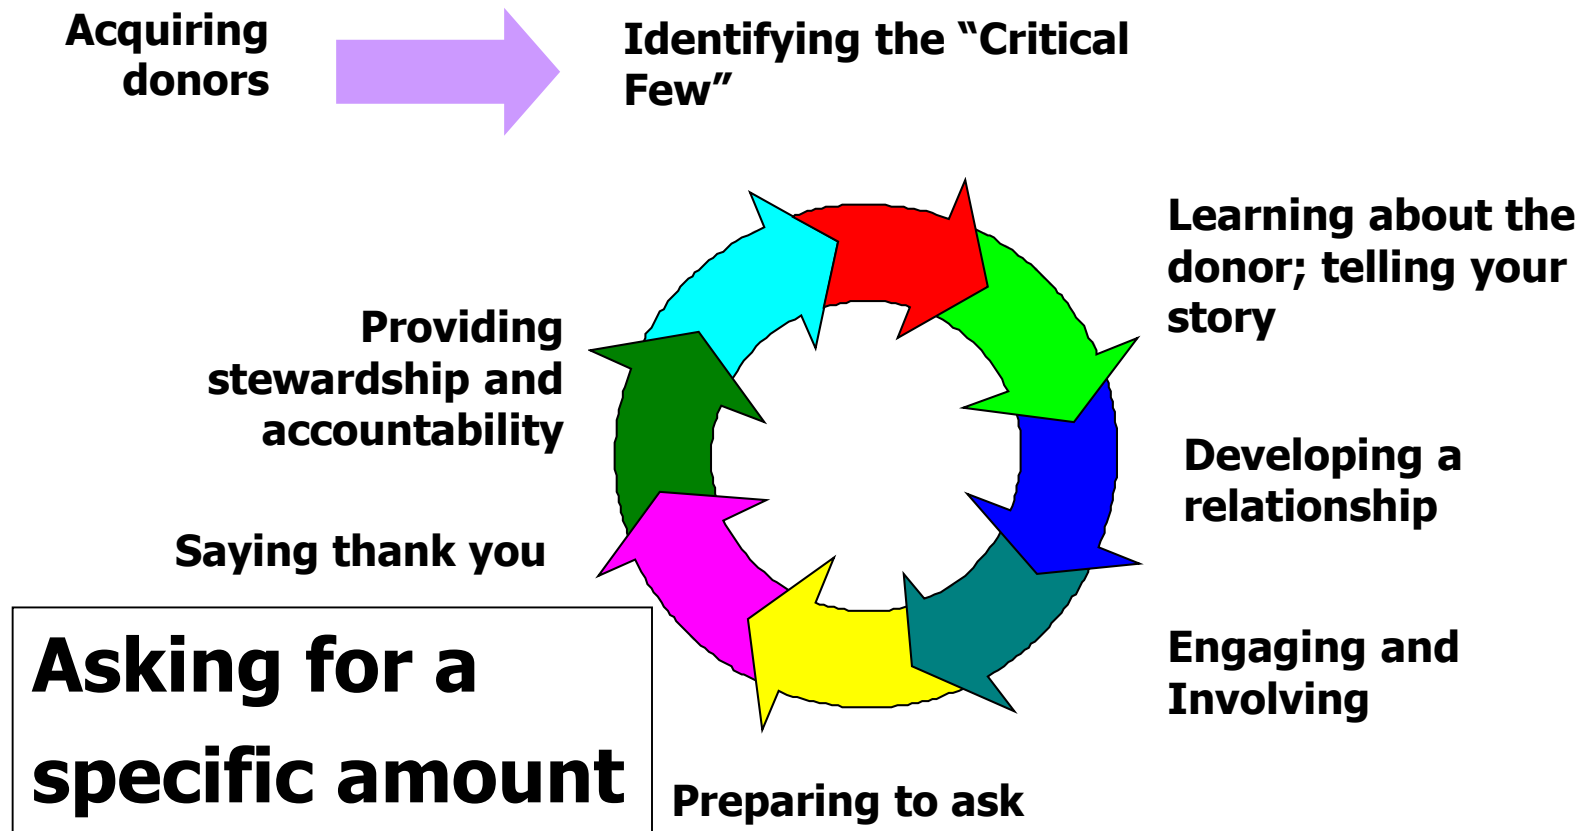 Acquiring
donors
Identifying the “Critical
Few”
Learning about the
donor; telling your
story
Developing a
relationship
Engaging and
Involving
Preparing to ask
Asking for a
specific amount
Saying thank you
Providing
stewardship and
accountability